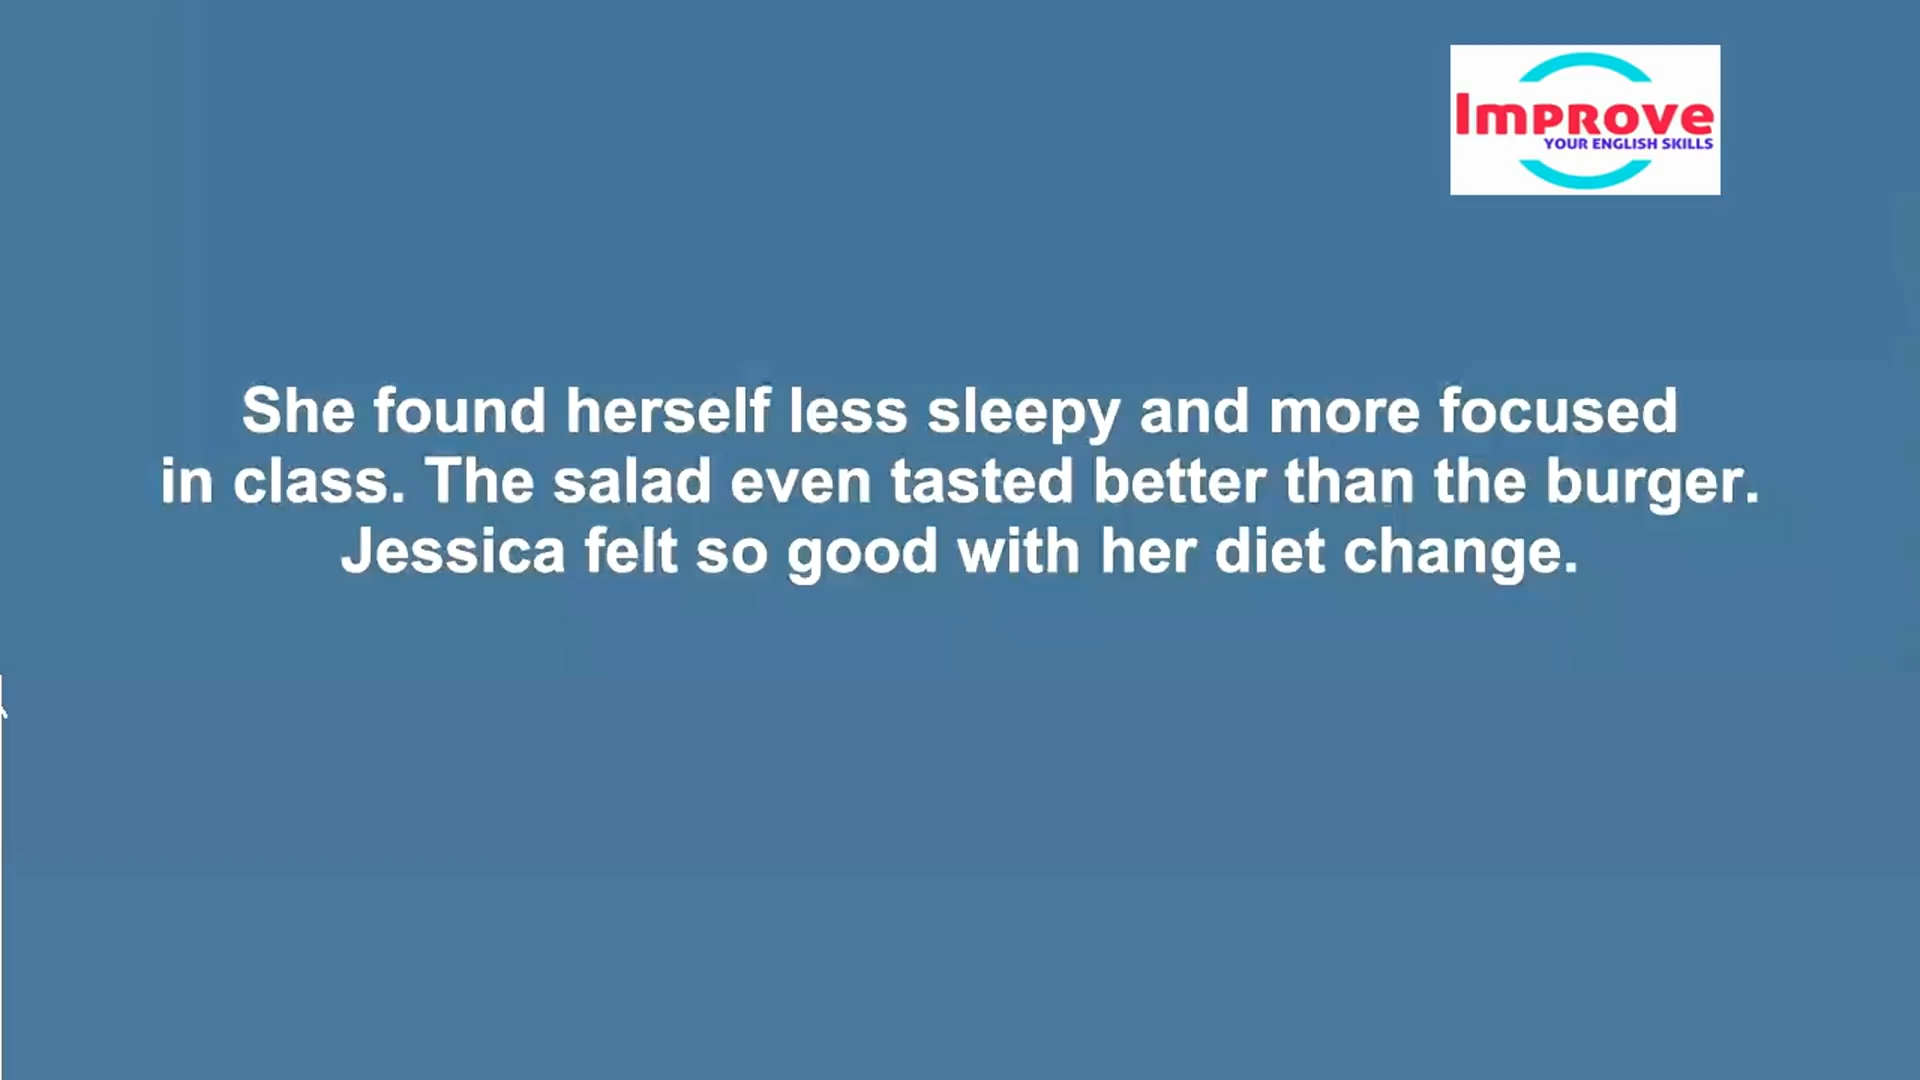 Improve
YOUR ENGLISH SKILLS
She found herself less sleepy and more focused
in class. The salad even tasted better than the burger.
Jessica felt so good with her diet change.